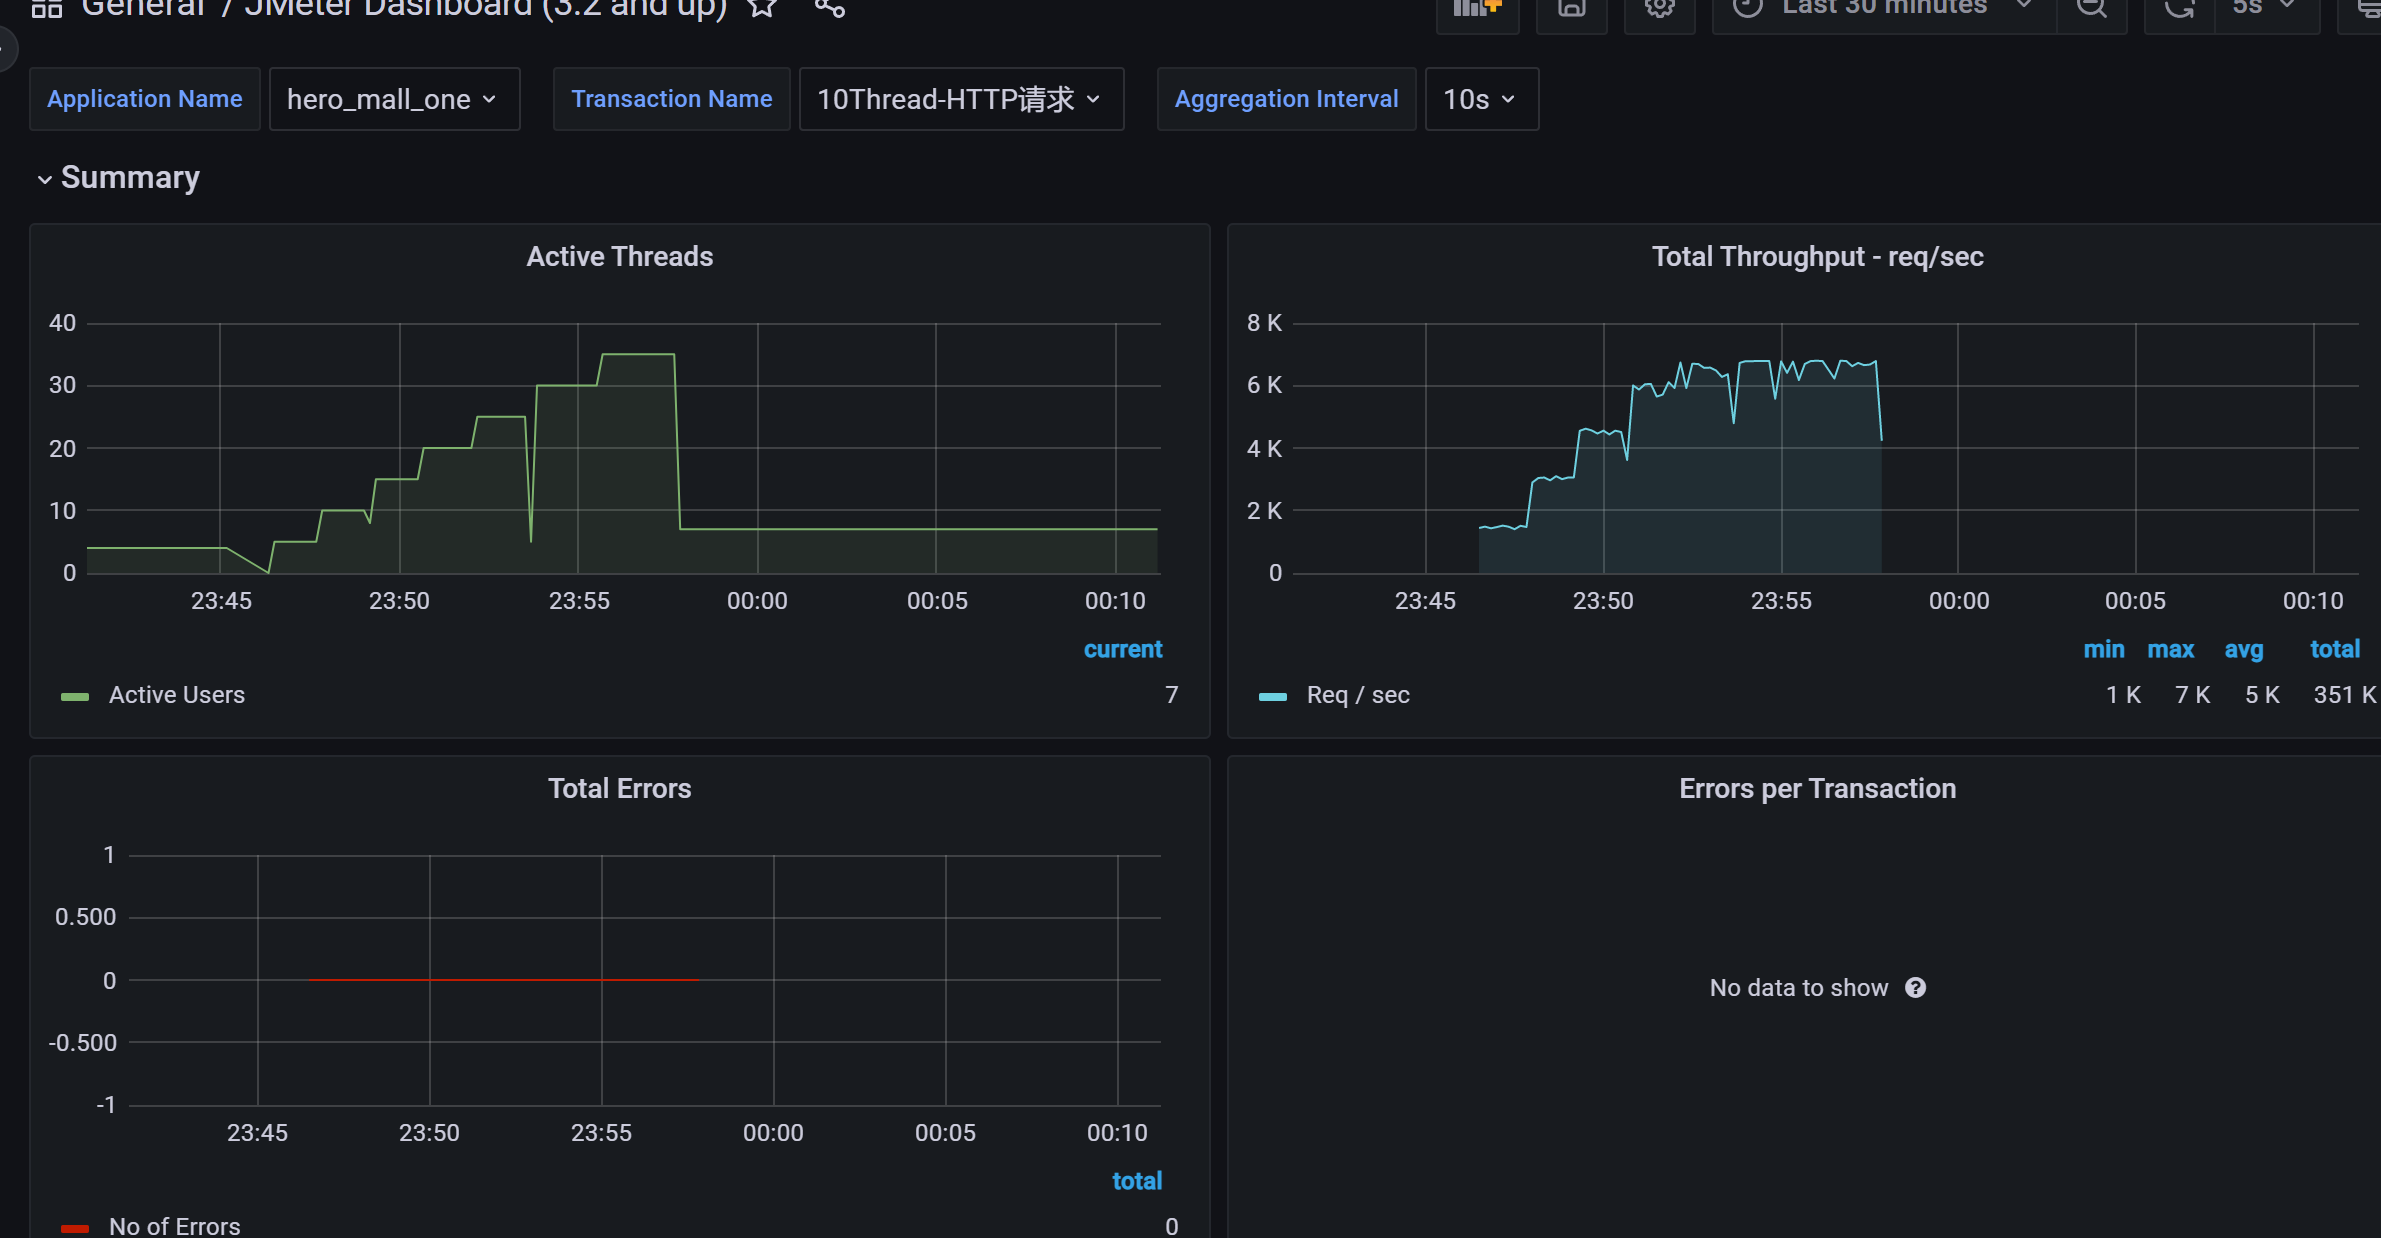 General / JMeter Dashboard (3.2 and up)
Last 30 minutes
5s
Application Name
hero_mall_one
Transaction Name
10Thread-HTTP请求
Aggregation Interval
10s
Summary
Active Threads
40
30
20
10
0
23:45 23:50 23:55 00:00 00:05 00:10
current
Active Users 7
Total Throughput - req/sec
8 K
6 K
4 K
2 K
0
23:45 23:50 23:55 00:00 00:05 00:10
min max avg total
Req / sec 1 K 7 K 5 K 351 K
Total Errors
1
0.500
0
-0.500
-1
23:45 23:50 23:55 00:00 00:05 00:10
total
No of Errors 0
Errors per Transaction
No data to show